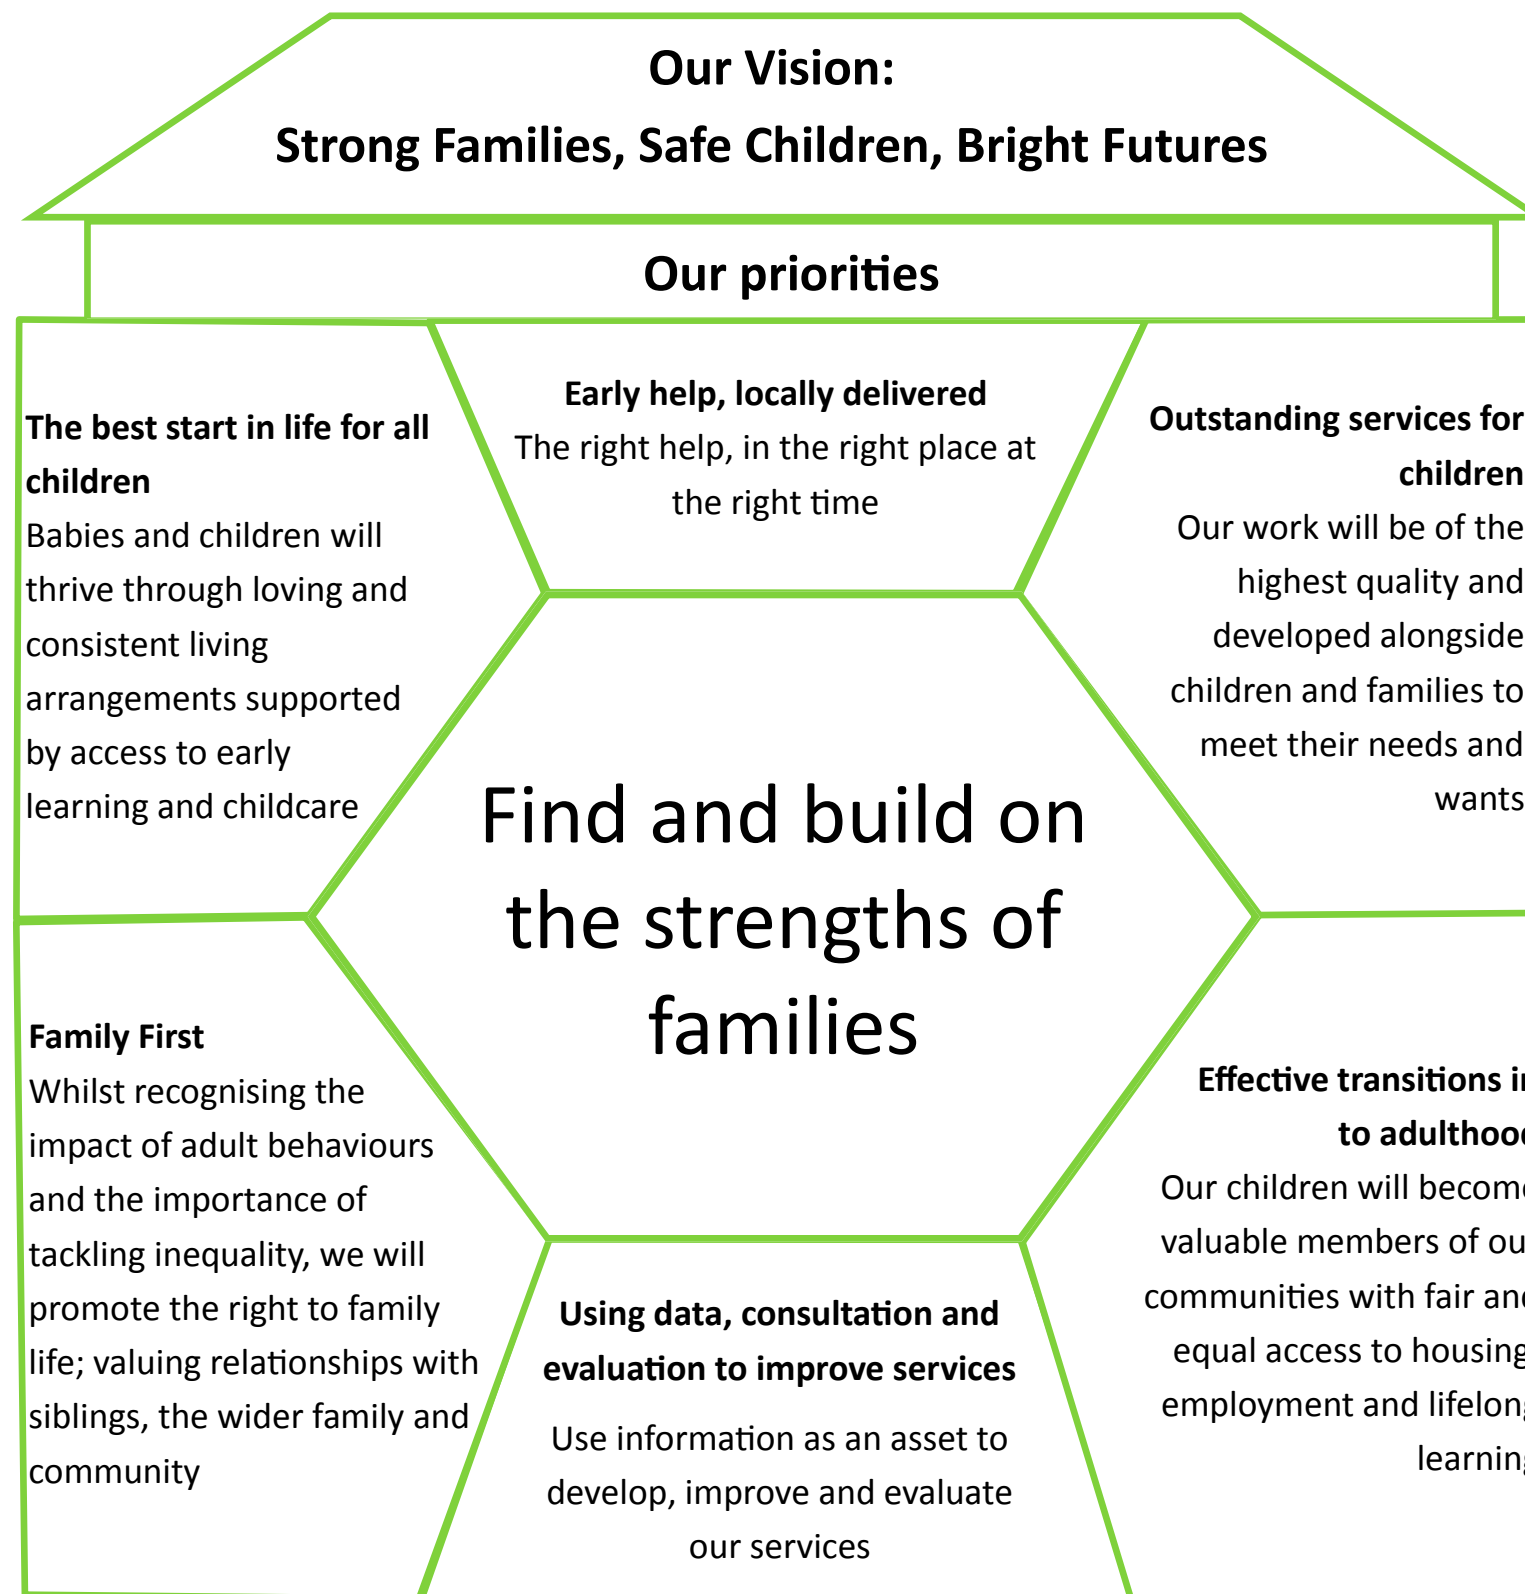 Our Vision:
Strong Families, Safe Children, Bright Futures
Our priorities
The best start in life for all
children
Babies and children will
thrive through loving and
consistent living
arrangements supported
by access to early
learning and childcare
Early help, locally delivered
The right help, in the right place at
the right time
Outstanding services for
children
Our work will be of the
highest quality and
developed alongside
children and families to
meet their needs and
wants
Find and build on
the strengths of
families
Family First
Whilst recognising the
impact of adult behaviours
and the importance of
tackling inequality, we will
promote the right to family
life; valuing relationships with
siblings, the wider family and
community
Using data, consultation and
evaluation to improve services
Use information as an asset to
develop, improve and evaluate
our services
Effective transitions in
to adulthood
Our children will become
valuable members of ou
communities with fair and
equal access to housing
employment and lifelong
learning